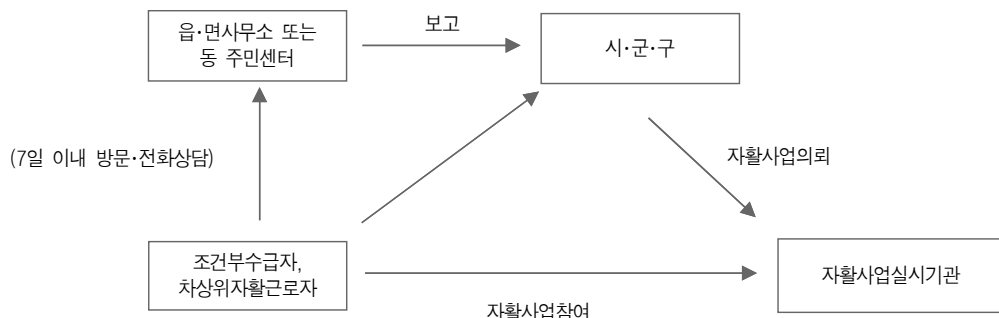 읍·면사무소 또는
동 주민센터
보고
시·군·구
(7일 이내 방문·전화상담)
자활사업의뢰
조건부수급자,
차상위자활근로자
자활사업실시기관
자활사업참여